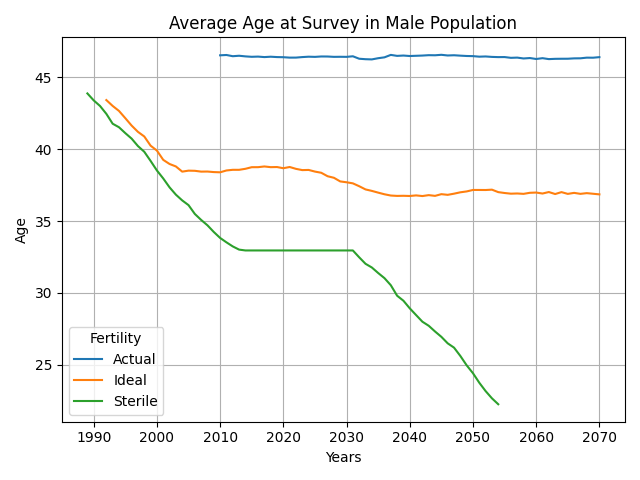 Average Age at Survey in Male Population
Age
45
40
35
30
25
Fertility
Actual
Ideal
Sterile
1990 2000 2010 2020 2030 2040 2050 2060 2070
Years